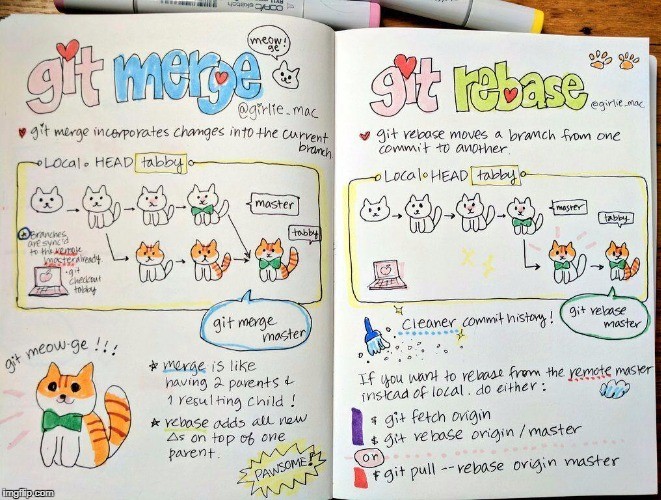 COPIC sketch
git merge
meow!
ge
@girlie_mac
git merge incorporates changes into the current
branch
Local HEAD tabby
master
tabby
Branches
are sync'd
to the remote
master already
git
checkout
tabby
git merge
master
git meow-ge !!!
merge is like
having 2 parents &
1 resulting child !
rebase adds all new
Δs on top of one
parent.
PAWSOME!
imgflip.com
git rebase
@girlie_mac
git rebase moves a branch from one
commit to another.
Local HEAD tabby
master
tabby
git rebase
master
Cleaner commit history!
If you want to rebase from the remote master
instead of local, do either:
$ git fetch origin
$ git rebase origin/master
or
$ git pull --rebase origin master